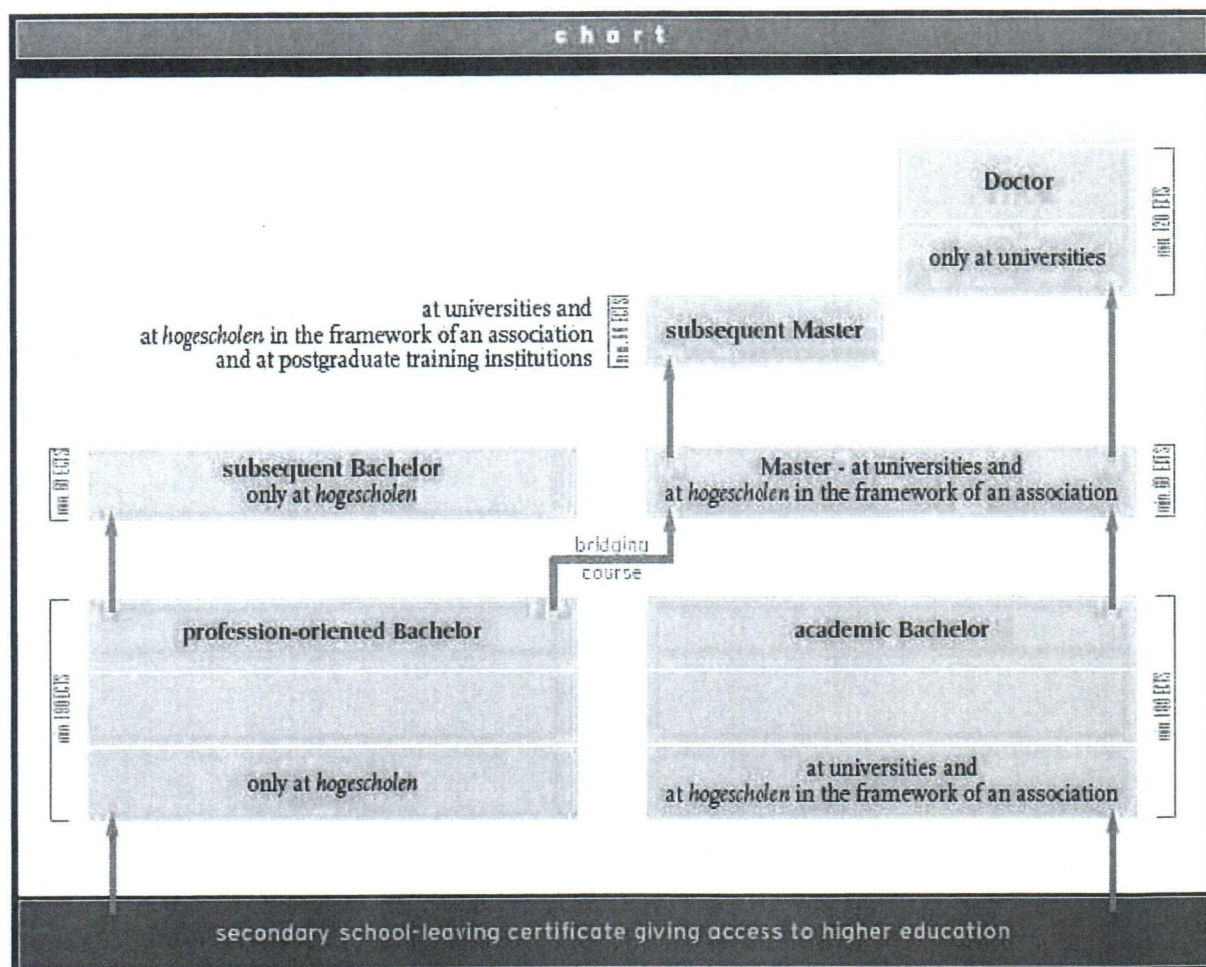 chart
Doctor
only at universities
min. 120 ECTS
at universities and
at hogescholen in the framework of an association
and at postgraduate training institutions
subsequent Master
min. 60 ECTS
subsequent Bachelor
only at hogescholen
Master - at universities and
at hogescholen in the framework of an association
min. 60 ECTS
bridging
course
min 180 ECTS
profession-oriented Bachelor
only at hogescholen
academic Bachelor
at universities and
at hogescholen in the framework of an association
min. 180 ECTS
secondary school-leaving certificate giving access to higher education